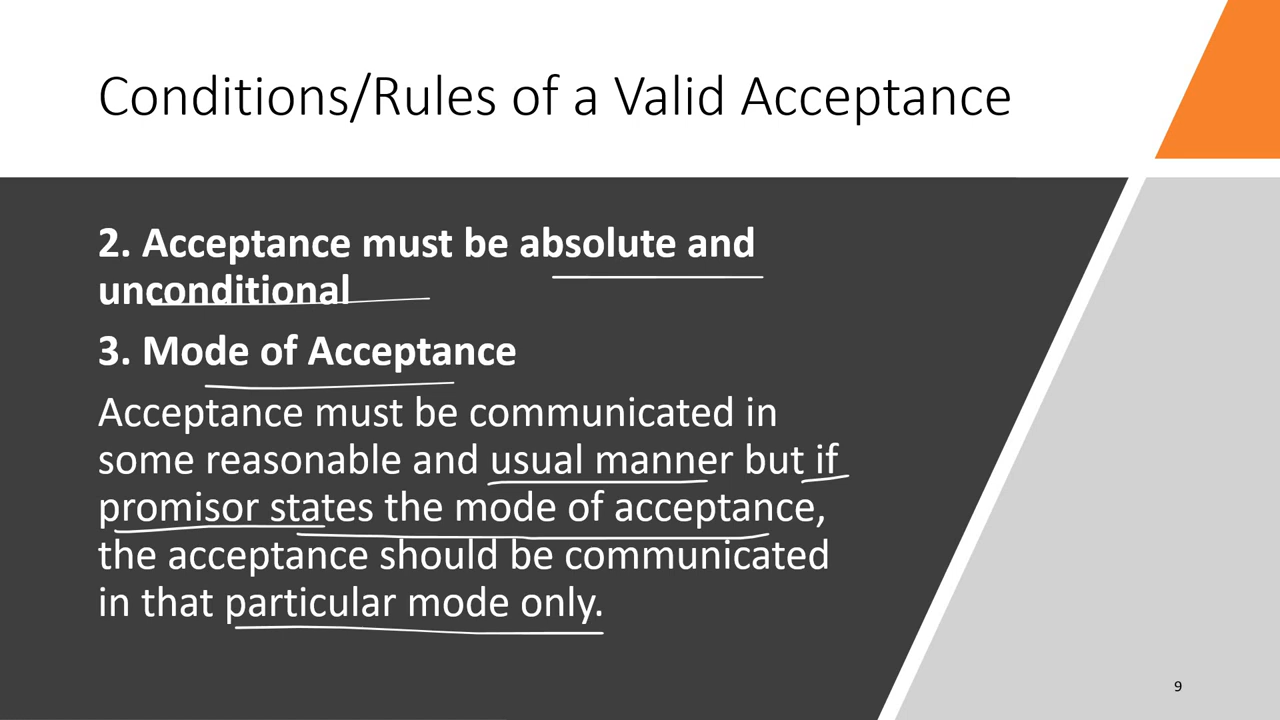 Conditions/Rules of a Valid Acceptance
2. Acceptance must be absolute and
unconditional
3. Mode of Acceptance
Acceptance must be communicated in
some reasonable and usual manner but if
promisor states the mode of acceptance,
the acceptance should be communicated
in that particular mode only.
9